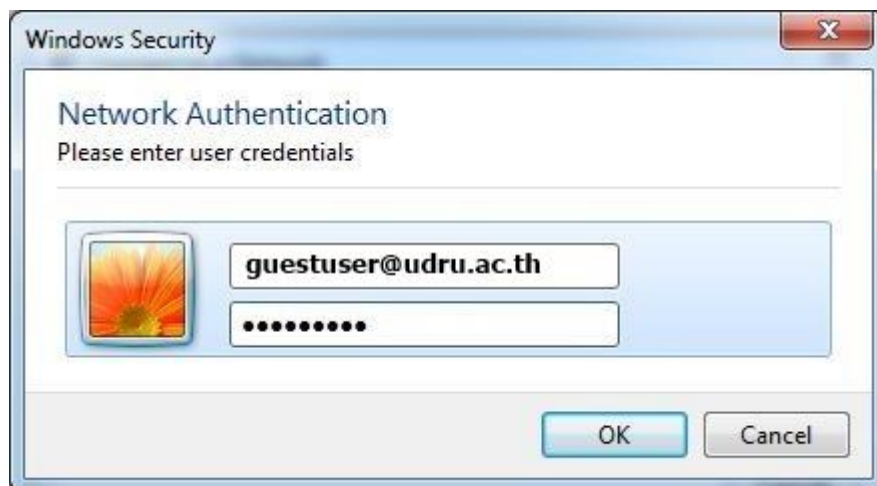 Windows Security
Network Authentication
Please enter user credentials
guestuser@udru.ac.th
•••••••••
OK
Cancel